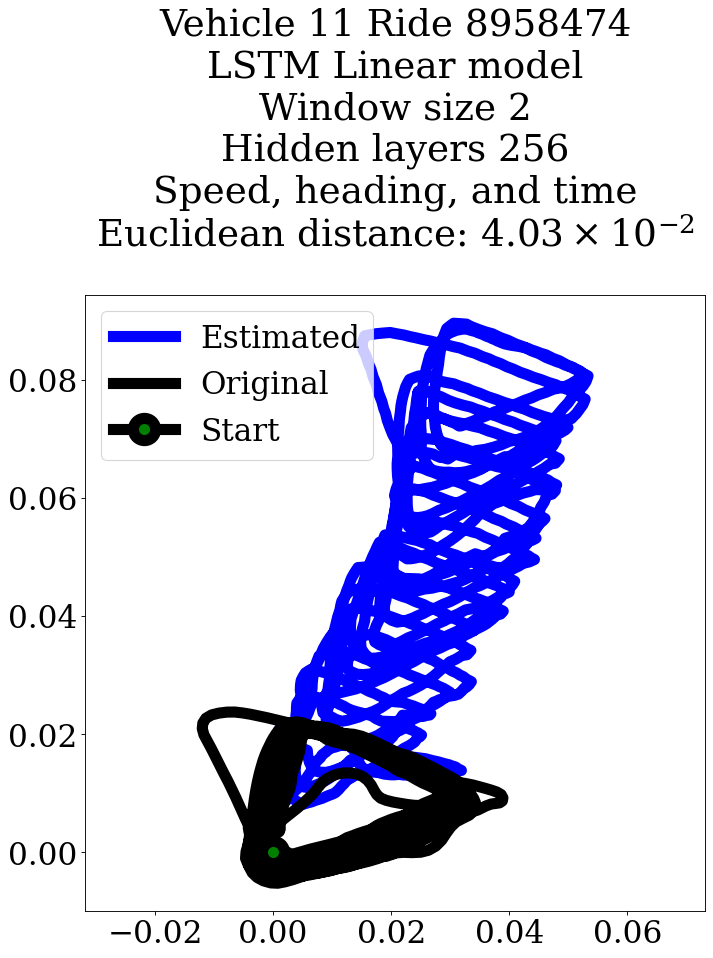 Vehicle 11 Ride 8958474
LSTM Linear model
Window size 2
Hidden layers 256
Speed, heading, and time
Euclidean distance: 4.03 × 10⁻²
Estimated
Original
Start
0.08
0.06
0.04
0.02
0.00
−0.02 0.00 0.02 0.04 0.06